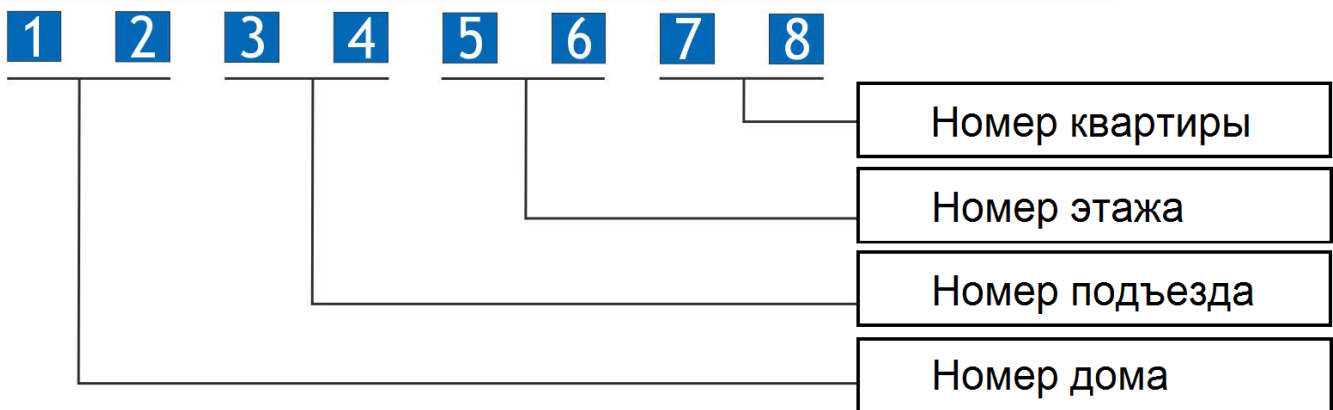 1 2 3 4 5 6 7 8
Номер квартиры
Номер этажа
Номер подъезда
Номер дома